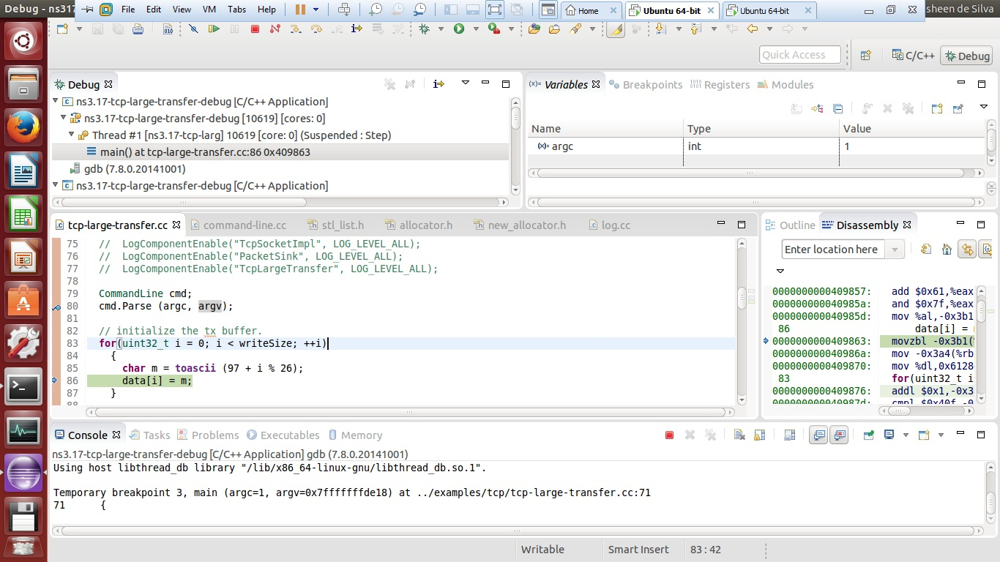 Debug - ns317
File Edit View VM Tabs Help
Home
Ubuntu 64-bit
Ubuntu 64-bit
sheen de Silva
Quick Access
C/C++
Debug
Debug
ns3.17-tcp-large-transfer-debug [C/C++ Application]
ns3.17-tcp-large-transfer-debug [10619] [cores: 0]
Thread #1 [ns3.17-tcp-larg] 10619 [core: 0] (Suspended : Step)
main() at tcp-large-transfer.cc:86 0x409863
gdb (7.8.0.20141001)
ns3.17-tcp-large-transfer-debug [C/C++ Application]
(x)= Variables
Breakpoints
Registers
Modules
Name Type Value
(x)= argc int 1
tcp-large-transfer.cc
command-line.cc
stl_list.h
allocator.h
new_allocator.h
log.cc
75 // LogComponentEnable("TcpSocketImpl", LOG_LEVEL_ALL);
76 // LogComponentEnable("PacketSink", LOG_LEVEL_ALL);
77 // LogComponentEnable("TcpLargeTransfer", LOG_LEVEL_ALL);
78
79 CommandLine cmd;
80 cmd.Parse (argc, argv);
81
82 // initialize the tx buffer.
83 for(uint32_t i = 0; i < writeSize; ++i)
84 {
85 char m = toascii (97 + i % 26);
86 data[i] = m;
87 }
88
Outline
Disassembly
Enter location here
0000000000409857: add $0x61,%eax
000000000040985a: and $0x7f,%eax
000000000040985d: mov %al,-0x3b1
86 data[i] =
0000000000409863: movzbl -0x3b1(
000000000040986a: mov -0x3a4(%rb
0000000000409870: mov %dl,0x6128
83 for(uint32_t i
0000000000409876: addl $0x1,-0x3
000000000040987d: cmpl $0x40f,-0
Console
Tasks
Problems
Executables
Memory
ns3.17-tcp-large-transfer-debug [C/C++ Application] gdb (7.8.0.20141001)
Using host libthread_db library "/lib/x86_64-linux-gnu/libthread_db.so.1".
Temporary breakpoint 3, main (argc=1, argv=0x7fffffffde18) at ../examples/tcp/tcp-large-transfer.cc:71
71 {
Writable
Smart Insert
83 : 42